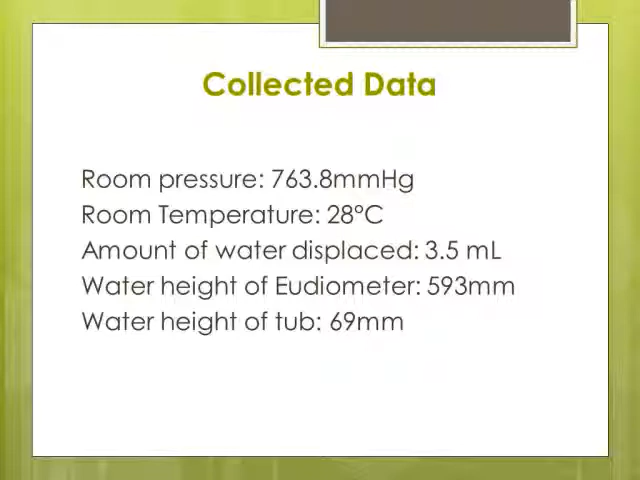 Collected Data
Room pressure: 763.8mmHg
Room Temperature: 28°C
Amount of water displaced: 3.5 mL
Water height of Eudiometer: 593mm
Water height of tub: 69mm